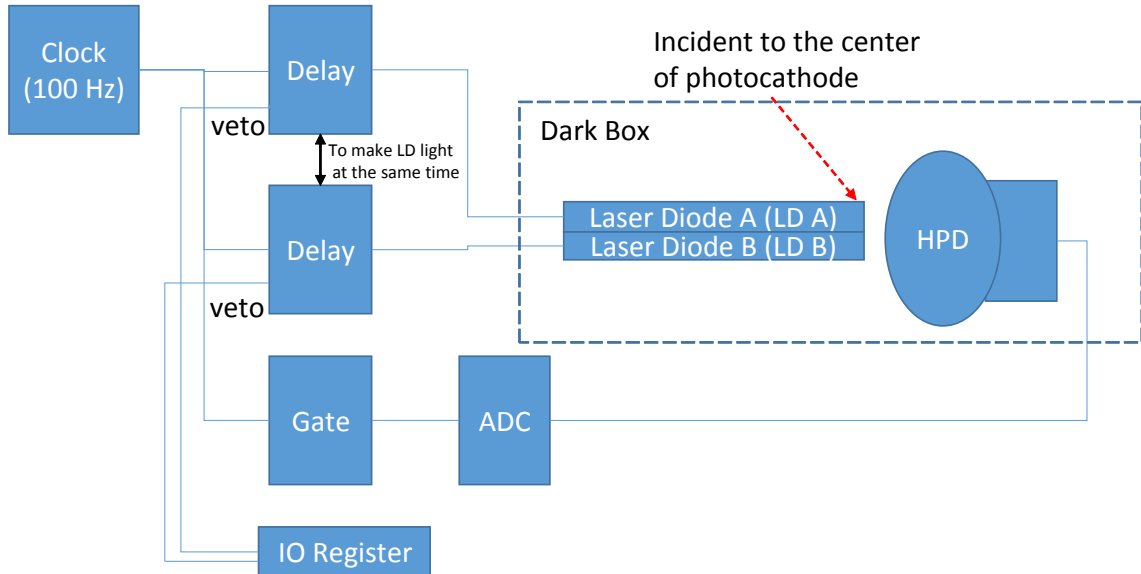 Clock
(100 Hz)
Delay
veto
To make LD light
at the same time
Delay
veto
Incident to the center
of photocathode
Dark Box
Laser Diode A (LD A)
Laser Diode B (LD B)
HPD
Gate
ADC
IO Register